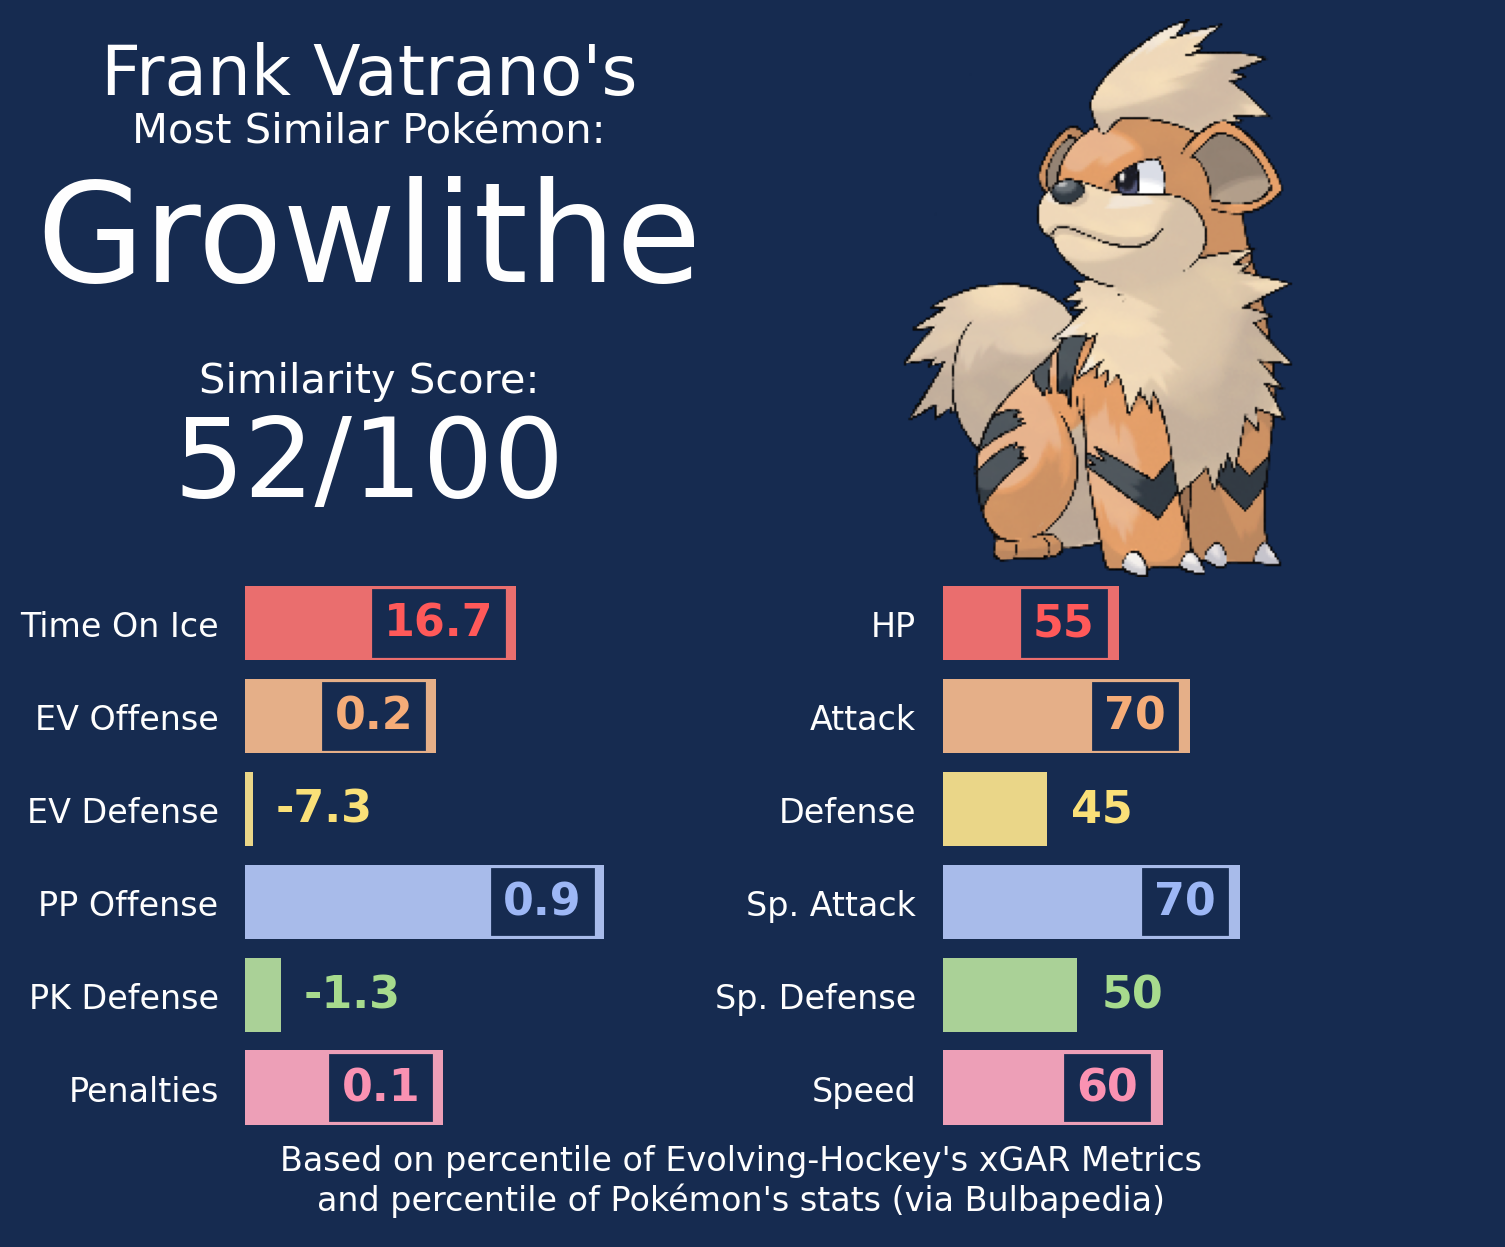 Frank Vatrano's
Most Similar Pokémon:
Growlithe
Similarity Score:
52/100
Time On Ice 16.7
EV Offense 0.2
EV Defense -7.3
PP Offense 0.9
PK Defense -1.3
Penalties 0.1
HP 55
Attack 70
Defense 45
Sp. Attack 70
Sp. Defense 50
Speed 60
Based on percentile of Evolving-Hockey's xGAR Metrics
and percentile of Pokémon's stats (via Bulbapedia)